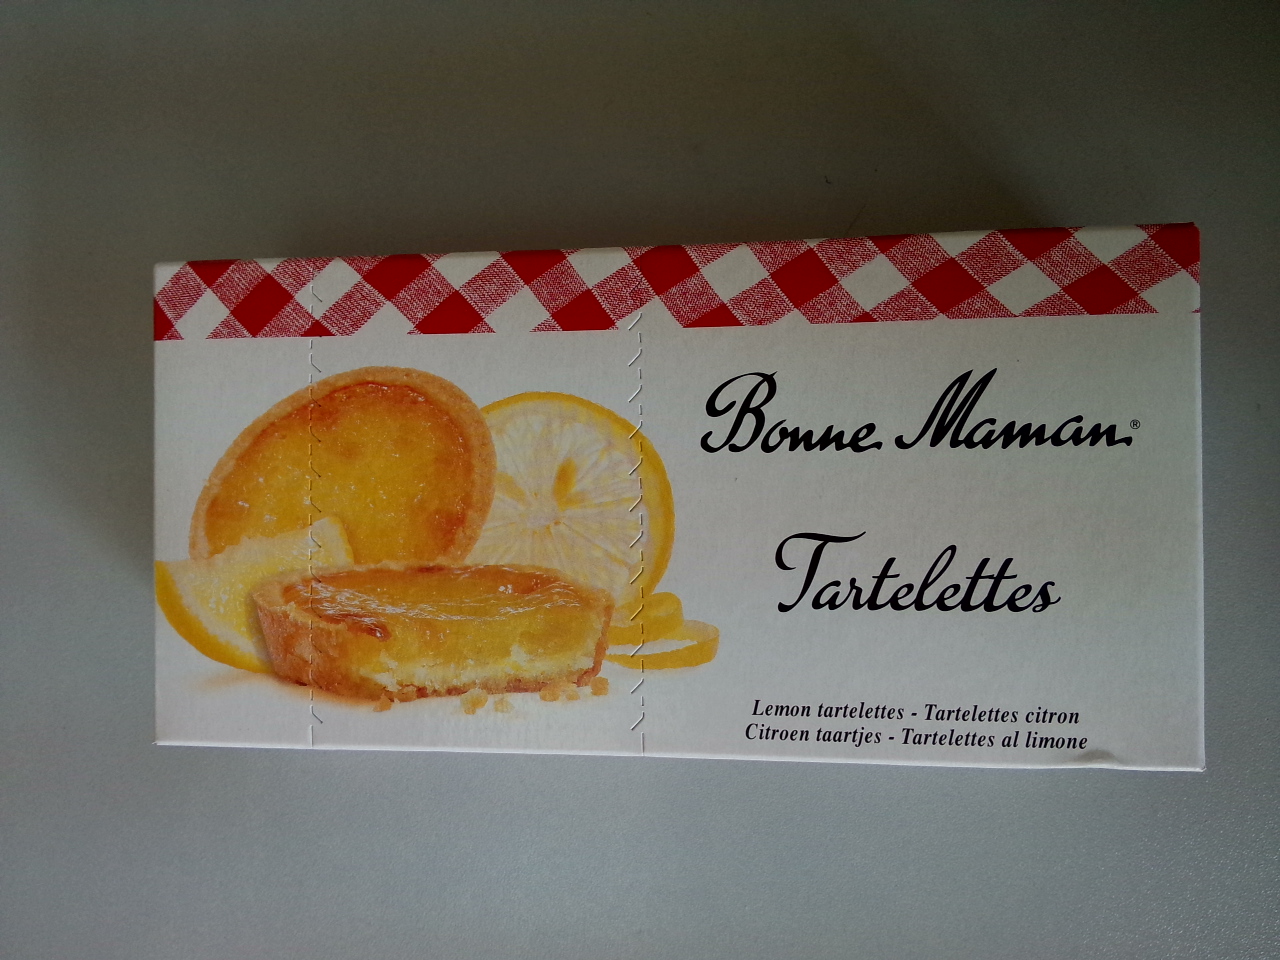 Bonne Maman®
Tartelettes
Lemon tartelettes - Tartelettes citron
Citroen taartjes - Tartelettes al limone